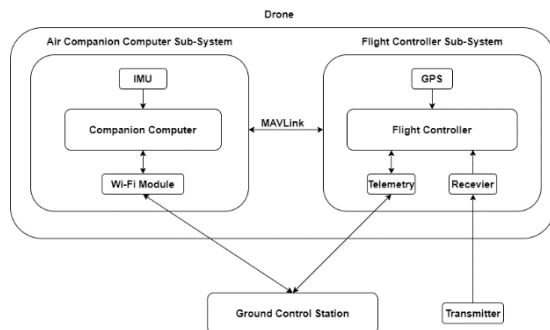 Drone
Air Companion Computer Sub-System
Flight Controller Sub-System
IMU
GPS
Companion Computer
MAVLink
Flight Controller
Wi-Fi Module
Telemetry
Recevier
Ground Control Station
Transmitter